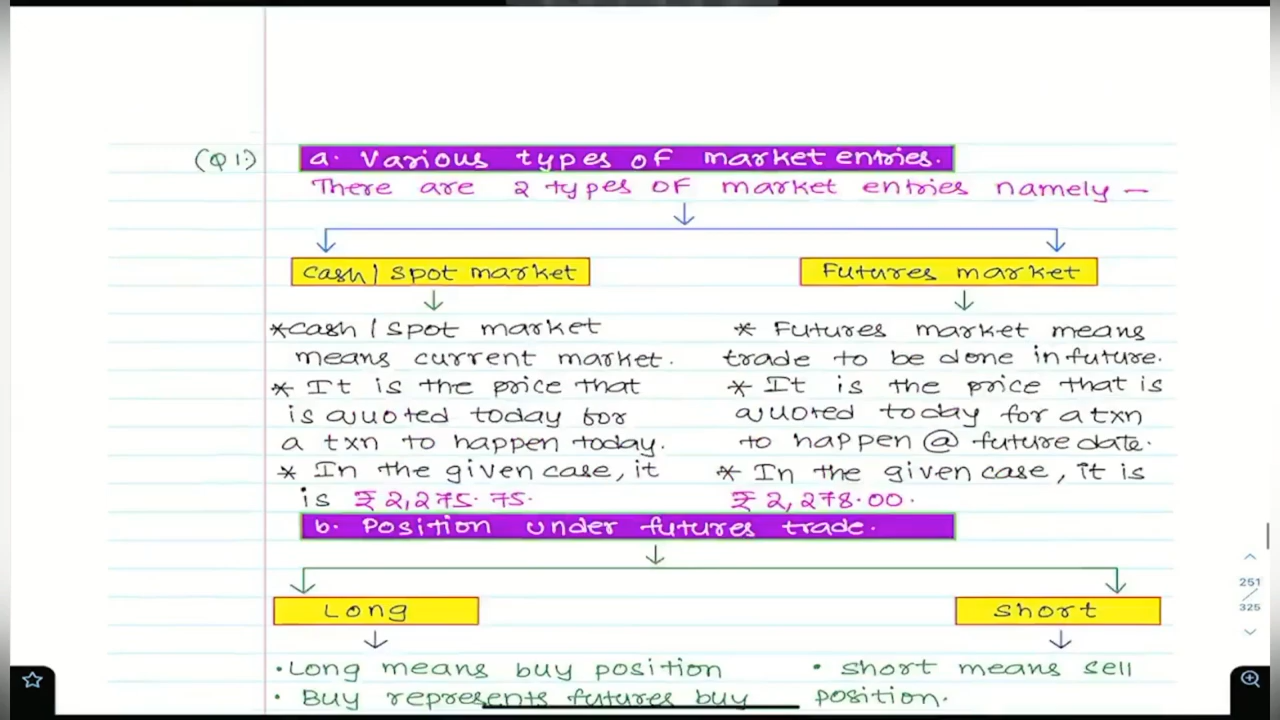 (Q 1:)
a. Various types of market entries.
There are 2 types of market entries namely —
Cash / Spot market
*Cash / Spot market
means current market.
* It is the price that
is quoted today for
a txn to happen today.
* In the given case, it
is ₹ 2,275.75.
Futures market
* Futures market means
trade to be done in future.
* It is the price that is
quoted today for a txn
to happen @ future date.
* In the given case, it is
₹ 2,278.00.
b. Position under futures trade.
Long
• Long means buy position
• Buy represents futures buy
Short
• Short means sell
position.
251
325